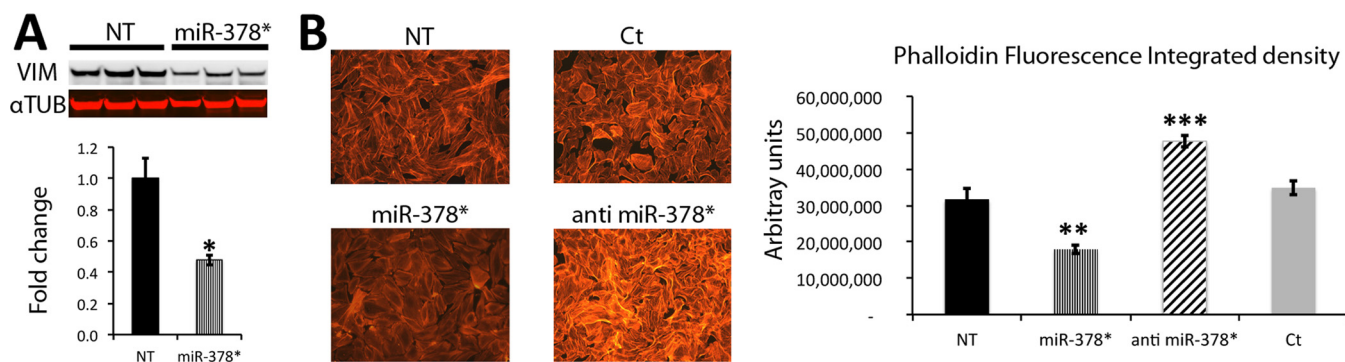 A
NT miR-378*
VIM
αTUB
1.2
1.0
0.8
0.6
0.4
0.2
0.0
Fold change
*
NT miR-378*
B
NT Ct
miR-378* anti miR-378*
Phalloidin Fluorescence Integrated density
60,000,000
50,000,000
40,000,000
30,000,000
20,000,000
10,000,000
-
Arbitray units
**
***
NT miR-378* anti miR-378* Ct